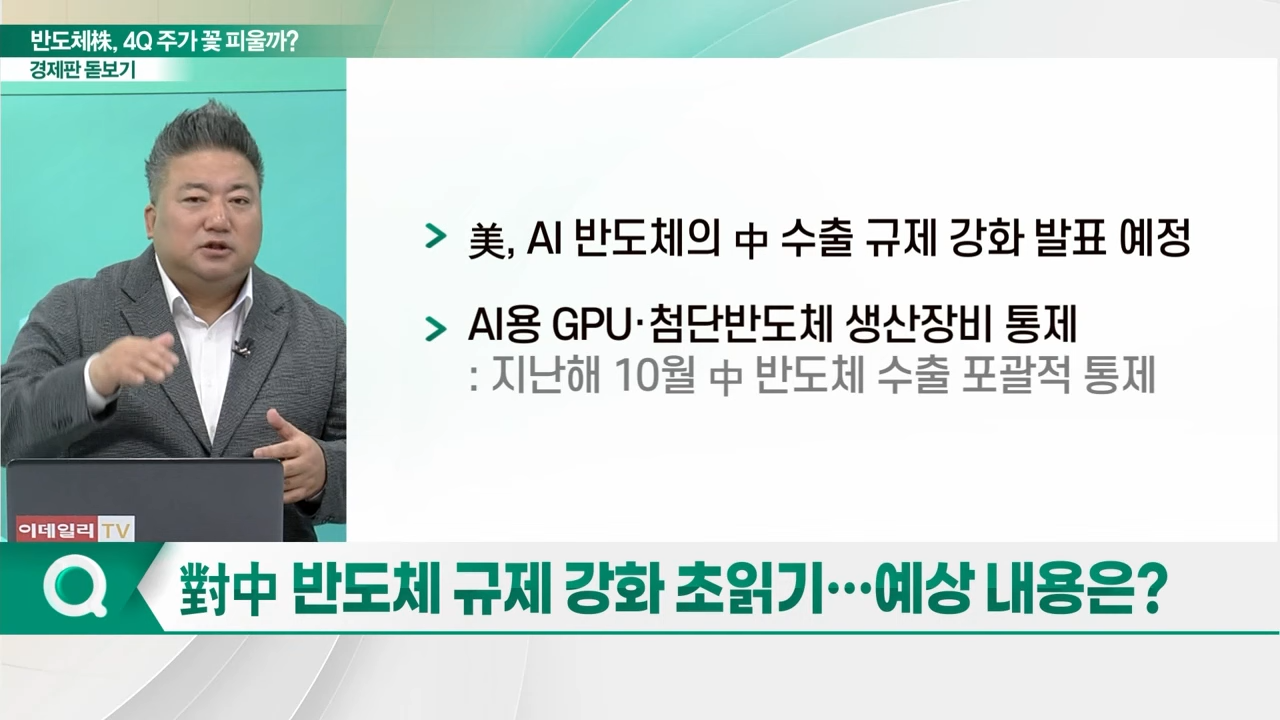 반도체株, 4Q 주가 꽃 피울까?
경제판 돋보기
> 美, AI 반도체의 中 수출 규제 강화 발표 예정
> AI용 GPU·첨단반도체 생산장비 통제
: 지난해 10월 中 반도체 수출 포괄적 통제
이데일리 TV
Q 對中 반도체 규제 강화 초읽기…예상 내용은?